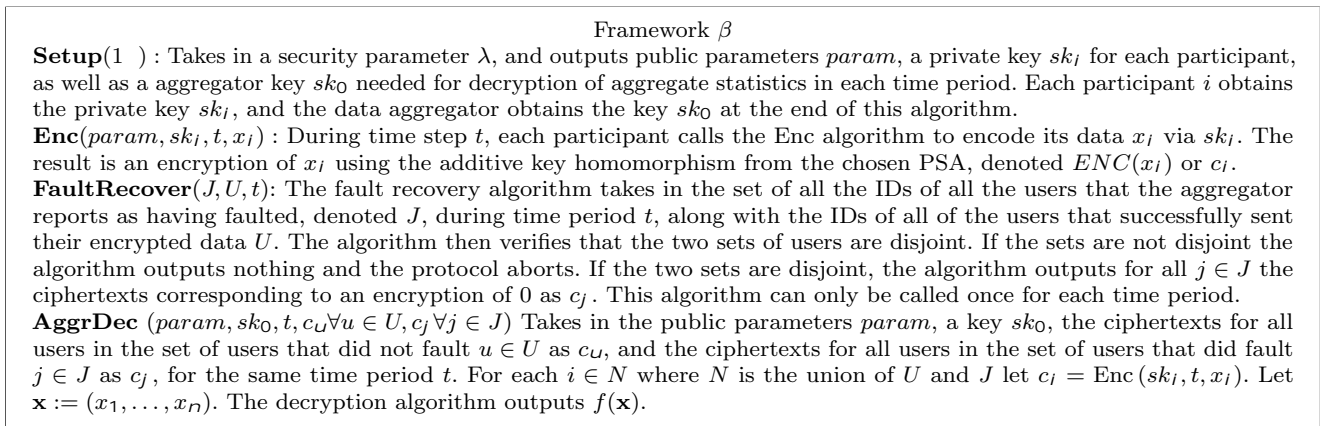 Framework β
Setup(1 ) : Takes in a security parameter λ, and outputs public parameters param, a private key skᵢ for each participant,
as well as a aggregator key sk₀ needed for decryption of aggregate statistics in each time period. Each participant i obtains
the private key skᵢ, and the data aggregator obtains the key sk₀ at the end of this algorithm.
Enc(param, skᵢ, t, xᵢ) : During time step t, each participant calls the Enc algorithm to encode its data xᵢ via skᵢ. The
result is an encryption of xᵢ using the additive key homomorphism from the chosen PSA, denoted ENC(xᵢ) or cᵢ.
FaultRecover(J, U, t): The fault recovery algorithm takes in the set of all the IDs of all the users that the aggregator
reports as having faulted, denoted J, during time period t, along with the IDs of all of the users that successfully sent
their encrypted data U. The algorithm then verifies that the two sets of users are disjoint. If the sets are not disjoint the
algorithm outputs nothing and the protocol aborts. If the two sets are disjoint, the algorithm outputs for all j ∈ J the
ciphertexts corresponding to an encryption of 0 as cⱼ. This algorithm can only be called once for each time period.
AggrDec (param, sk₀, t, cᵤ∀u ∈ U, cⱼ∀j ∈ J) Takes in the public parameters param, a key sk₀, the ciphertexts for all
users in the set of users that did not fault u ∈ U as cᵤ, and the ciphertexts for all users in the set of users that did fault
j ∈ J as cⱼ, for the same time period t. For each i ∈ N where N is the union of U and J let cᵢ = Enc (skᵢ, t, xᵢ). Let
x := (x₁, . . . , xₙ). The decryption algorithm outputs f(x).